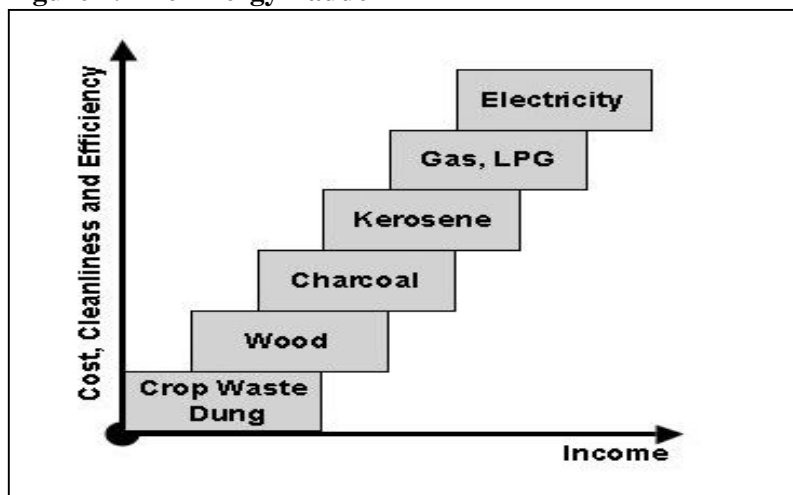 Cost, Cleanliness and Efficiency
Electricity
Gas, LPG
Kerosene
Charcoal
Wood
Crop Waste
Dung
Income